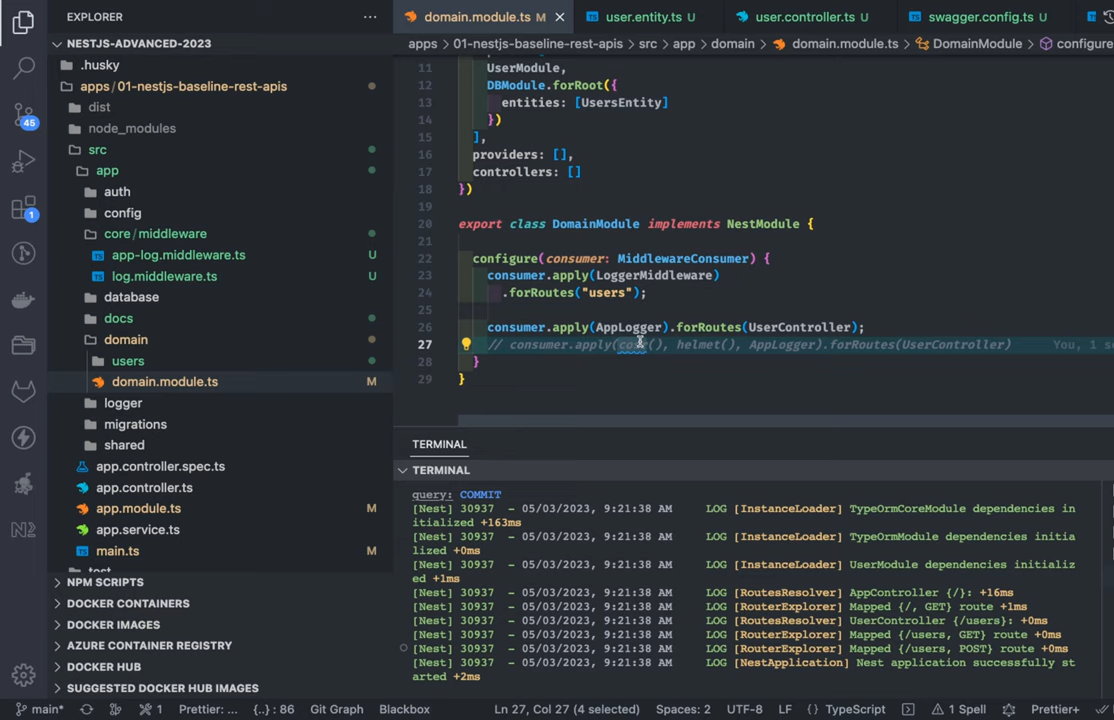 EXPLORER
domain.module.ts M
user.entity.ts U
user.controller.ts U
swagger.config.ts U
NESTJS-ADVANCED-2023
apps > 01-nestjs-baseline-rest-apis > src > app > domain > domain.module.ts > DomainModule > configure
.husky
apps / 01-nestjs-baseline-rest-apis
dist
node_modules
src
app
auth
config
core/middleware
app-log.middleware.ts U
log.middleware.ts U
database
docs
domain
users
domain.module.ts M
logger
migrations
shared
app.controller.spec.ts
app.controller.ts
app.module.ts M
app.service.ts
main.ts M
test
NPM SCRIPTS
DOCKER CONTAINERS
DOCKER IMAGES
AZURE CONTAINER REGISTRY
DOCKER HUB
SUGGESTED DOCKER HUB IMAGES
45
1
11 UserModule,
12 DBModule.forRoot({
13 entities: [UsersEntity]
14 })
15 ],
16 providers: [],
17 controllers: []
18 })
19
20 export class DomainModule implements NestModule {
21
22 configure(consumer: MiddlewareConsumer) {
23 consumer.apply(LoggerMiddleware)
24 .forRoutes("users");
25
26 consumer.apply(AppLogger).forRoutes(UserController);
27 // consumer.apply(cors(), helmet(), AppLogger).forRoutes(UserController) You, 1 se
28 }
29 }
TERMINAL
TERMINAL
query: COMMIT
[Nest] 30937 - 05/03/2023, 9:21:38 AM LOG [InstanceLoader] TypeOrmCoreModule dependencies in
itialized +163ms
[Nest] 30937 - 05/03/2023, 9:21:38 AM LOG [InstanceLoader] TypeOrmModule dependencies initia
lized +0ms
[Nest] 30937 - 05/03/2023, 9:21:38 AM LOG [InstanceLoader] UserModule dependencies initializ
ed +1ms
[Nest] 30937 - 05/03/2023, 9:21:38 AM LOG [RoutesResolver] AppController {/}: +16ms
[Nest] 30937 - 05/03/2023, 9:21:38 AM LOG [RouterExplorer] Mapped {/, GET} route +1ms
[Nest] 30937 - 05/03/2023, 9:21:38 AM LOG [RoutesResolver] UserController {/users}: +0ms
[Nest] 30937 - 05/03/2023, 9:21:38 AM LOG [RouterExplorer] Mapped {/users, GET} route +0ms
[Nest] 30937 - 05/03/2023, 9:21:38 AM LOG [RouterExplorer] Mapped {/users, POST} route +0ms
[Nest] 30937 - 05/03/2023, 9:21:38 AM LOG [NestApplication] Nest application successfully st
arted +2ms
main* 1 Prettier: ... {..} : 86 Git Graph Blackbox Ln 27, Col 27 (4 selected) Spaces: 2 UTF-8 LF {} TypeScript 1 Spell Prettier+